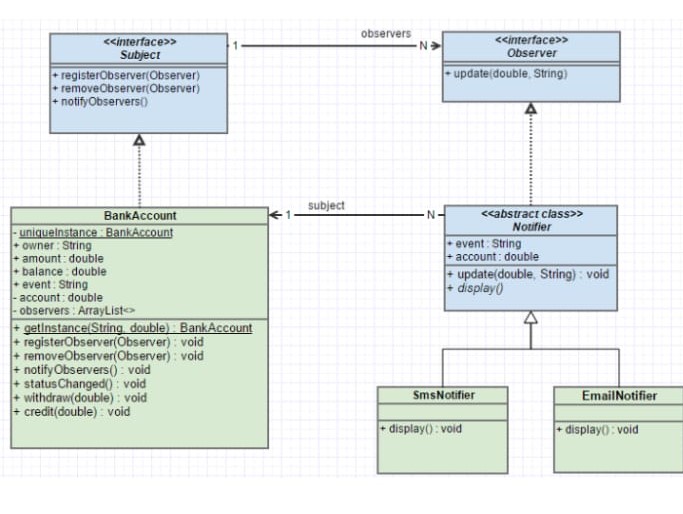 <<interface>>
Subject
+ registerObserver(Observer)
+ removeObserver(Observer)
+ notifyObservers()
1
observers
N
<<interface>>
Observer
+ update(double, String)
BankAccount
- uniqueInstance : BankAccount
+ owner : String
+ amount : double
+ balance : double
+ event : String
- account : double
- observers : ArrayList<>
+ getInstance(String, double) : BankAccount
+ registerObserver(Observer) : void
+ removeObserver(Observer) : void
+ notifyObservers() : void
+ statusChanged() : void
+ withdraw(double) : void
+ credit(double) : void
1
subject
N
<<abstract class>>
Notifier
+ event : String
+ account : double
+ update(double, String) : void
+ display()
SmsNotifier
+ display() : void
EmailNotifier
+ display() : void